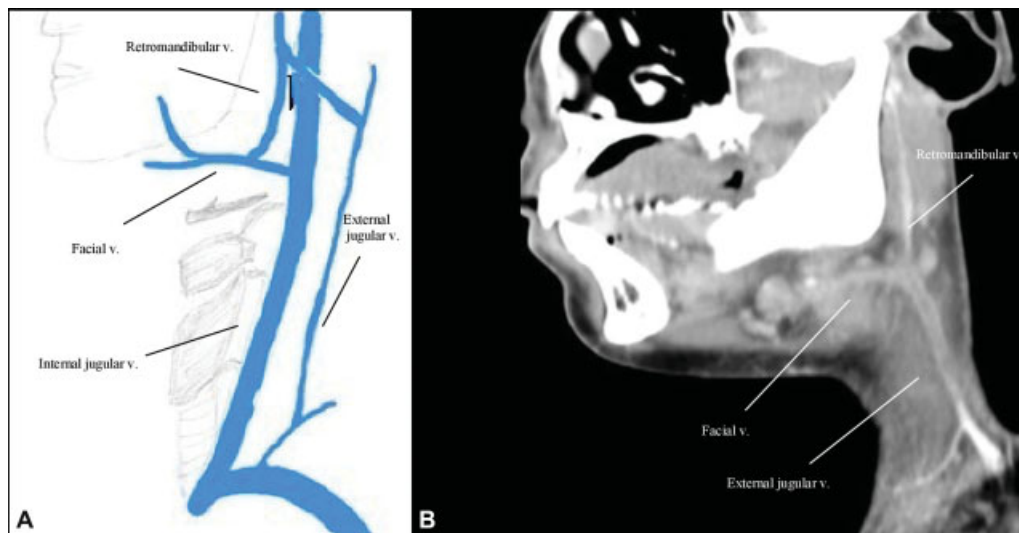 Retromandibular v.
Facial v.
External
jugular v.
Internal jugular v.
A
Retromandibular v
Facial v.
External jugular v.
B